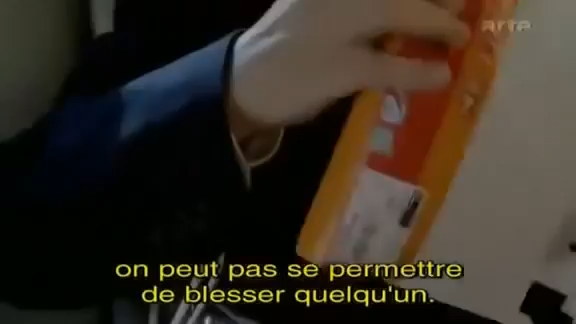 arte
on peut pas se permettre
de blesser quelqu'un.